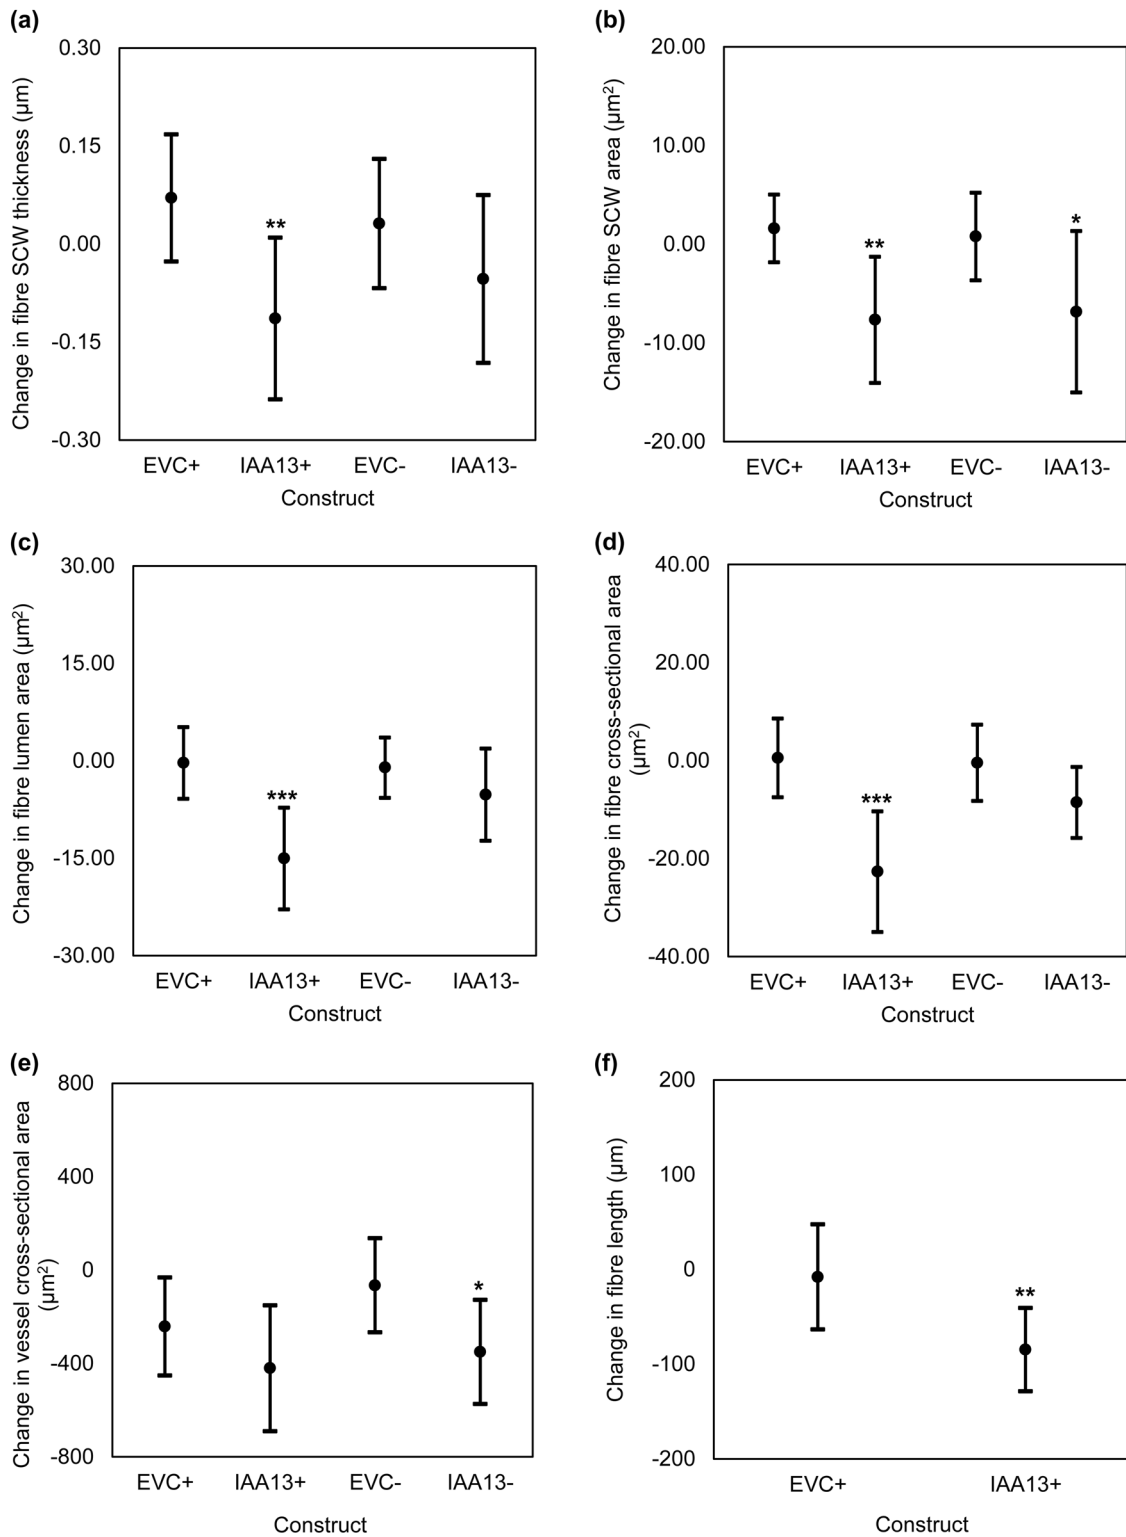 (a)
Change in fibre SCW thickness (µm)
0.30
0.15
0.00
-0.15
-0.30
**
EVC+ IAA13+ EVC- IAA13-
Construct
(b)
Change in fibre SCW area (µm²)
20.00
10.00
0.00
-10.00
-20.00
**
*
EVC+ IAA13+ EVC- IAA13-
Construct
(c)
Change in fibre lumen area (µm²)
30.00
15.00
0.00
-15.00
-30.00
***
EVC+ IAA13+ EVC- IAA13-
Construct
(d)
Change in fibre cross-sectional area
(µm²)
40.00
20.00
0.00
-20.00
-40.00
***
EVC+ IAA13+ EVC- IAA13-
Construct
(e)
Change in vessel cross-sectional area
(µm²)
800
400
0
-400
-800
*
EVC+ IAA13+ EVC- IAA13-
Construct
(f)
Change in fibre length (µm)
200
100
0
-100
-200
**
EVC+ IAA13+
Construct